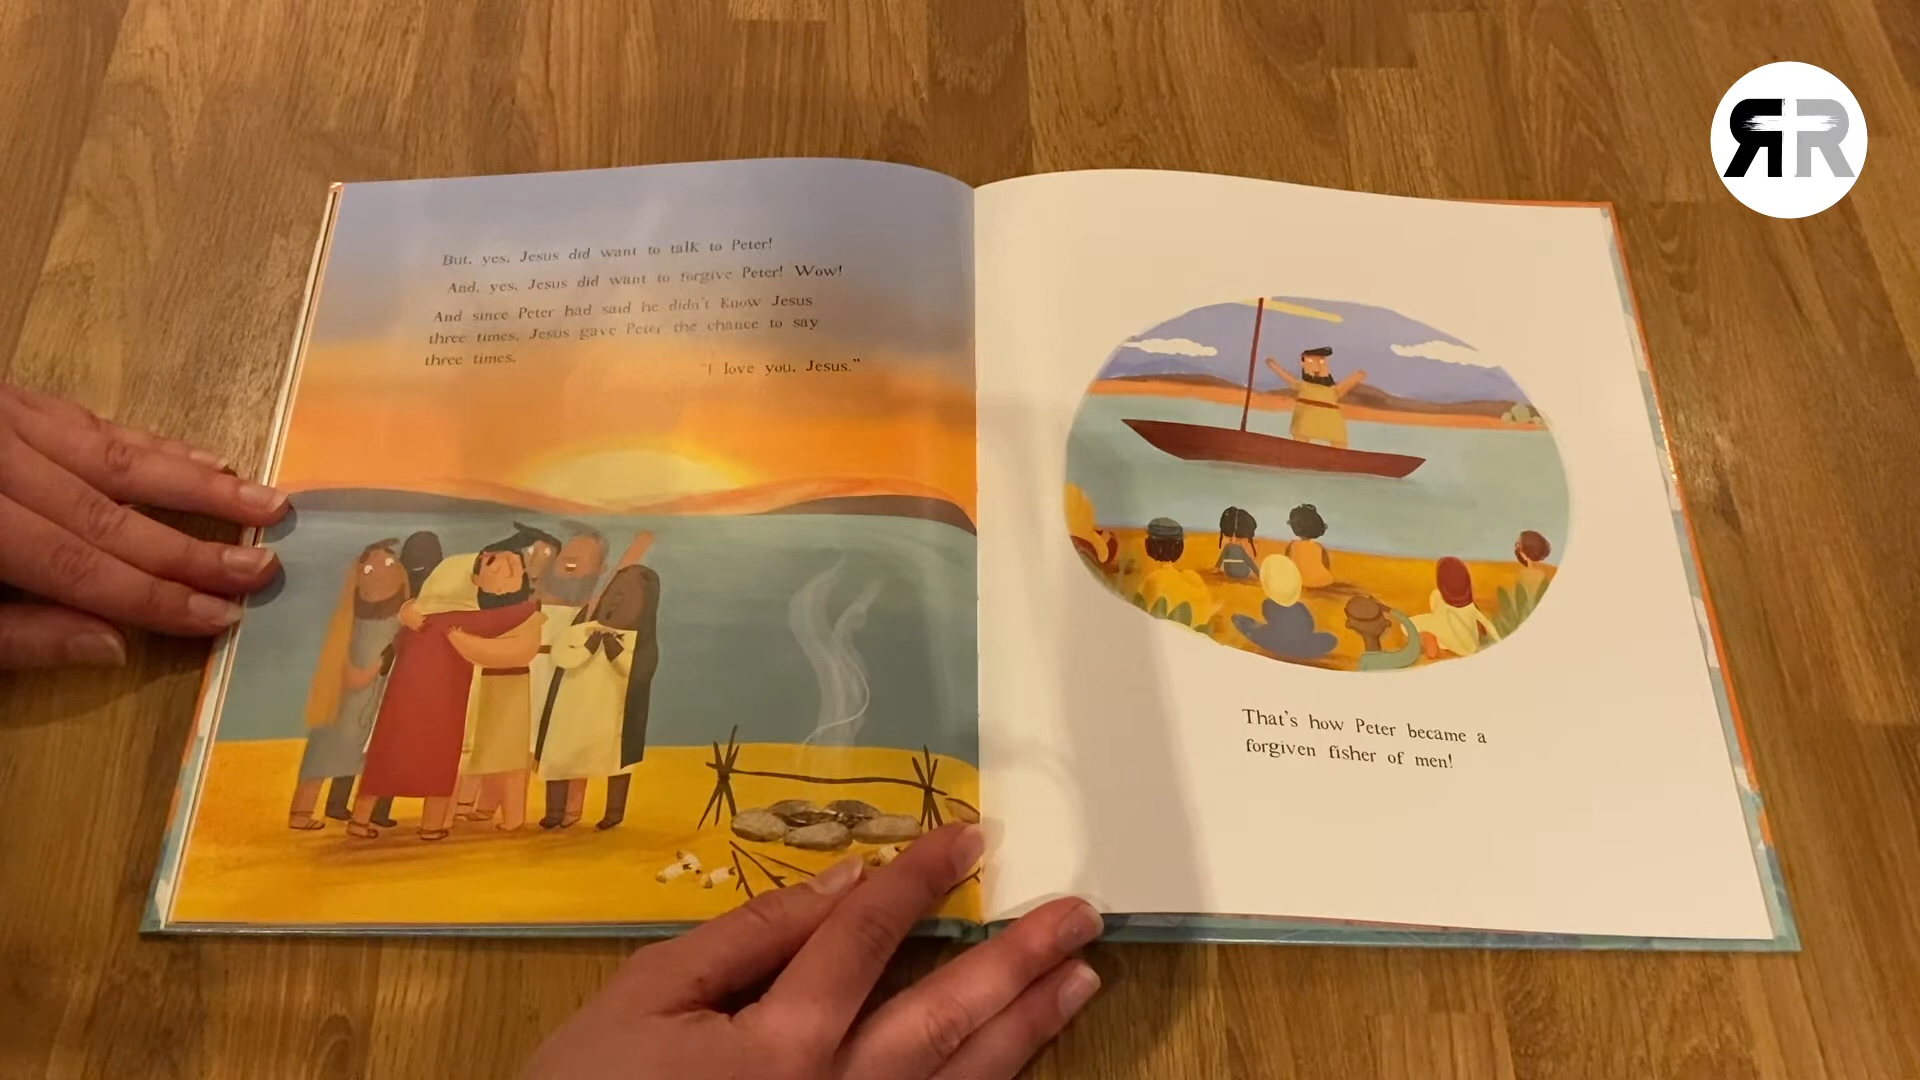 But, yes, Jesus did want to talk to Peter!
And, yes, Jesus did want to forgive Peter! Wow!
And since Peter had said he didn't know Jesus
three times, Jesus gave Peter the chance to say
three times,
"I love you, Jesus."
That's how Peter became a
forgiven fisher of men!
RR